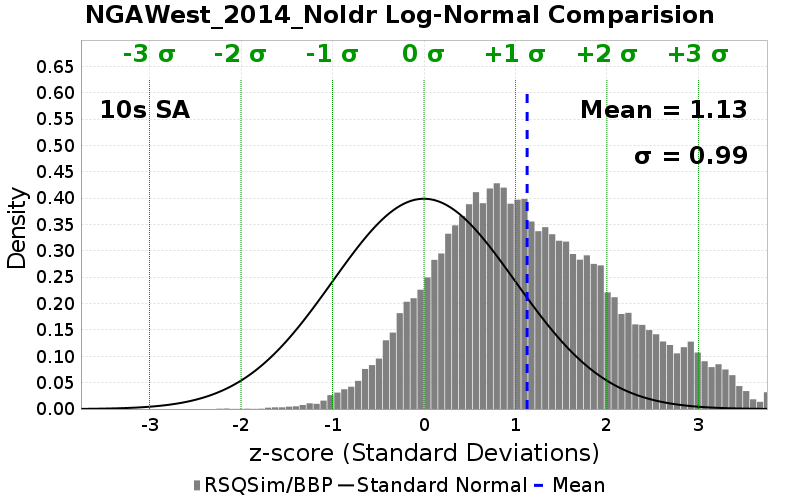 NGAWest_2014_NoIdr Log-Normal Comparision
-3 σ -2 σ -1 σ 0 σ +1 σ +2 σ +3 σ
10s SA
Mean = 1.13
σ = 0.99
Density
0.65
0.60
0.55
0.50
0.45
0.40
0.35
0.30
0.25
0.20
0.15
0.10
0.05
0.00
-3 -2 -1 0 1 2 3
z-score (Standard Deviations)
RSQSim/BBP Standard Normal Mean